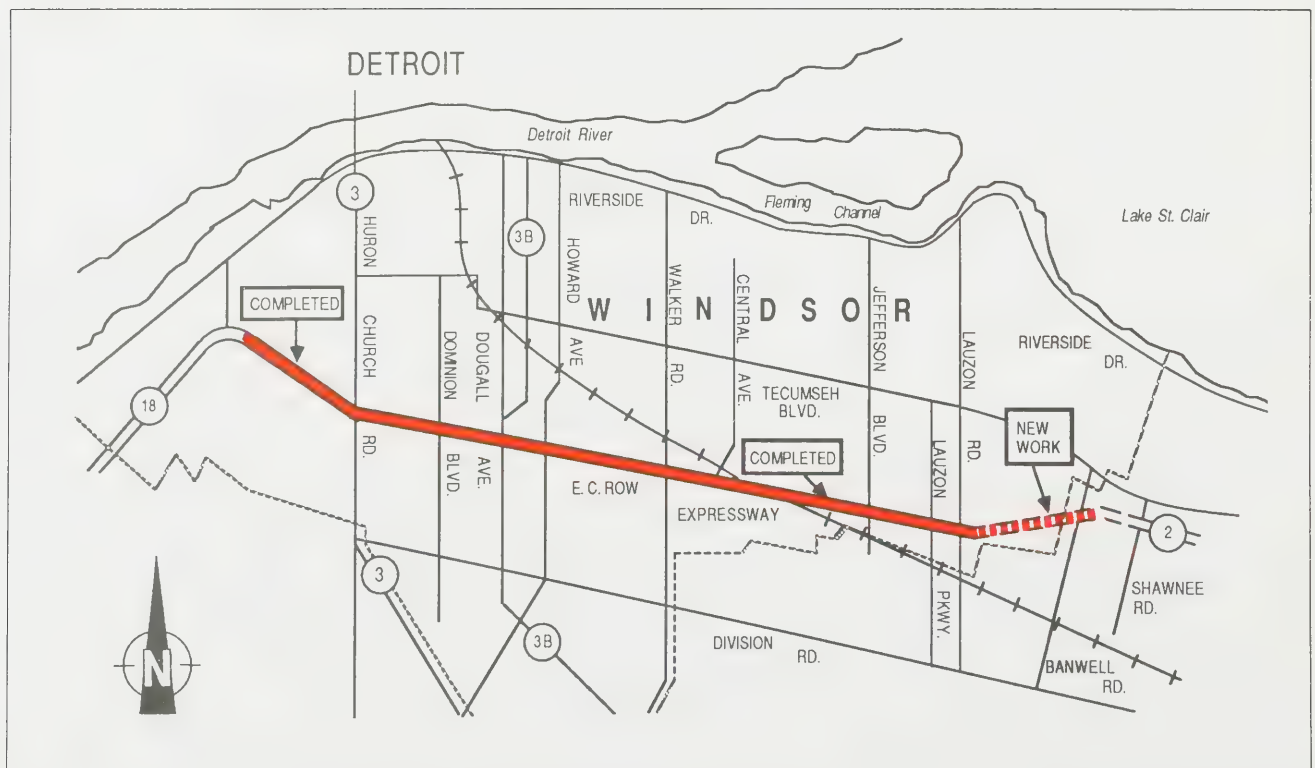 DETROIT
Detroit River
3
HURON
CHURCH
RD.
RIVERSIDE
DR.
Fleming Channel
Lake St. Clair
3B
HOWARD
AVE
WALKER
RD.
CENTRAL
AVE.
JEFFERSON
BLVD.
LAUZON
RD.
WINDSOR
RIVERSIDE
DR.
COMPLETED
DOMINION
BLVD.
DOUGALL
AVE.
TECUMSEH
BLVD.
LAUZON
PKWY.
NEW
WORK
18
COMPLETED
E. C. ROW
EXPRESSWAY
2
SHAWNEE
RD.
3
3B
DIVISION
RD.
BANWELL
RD.
N